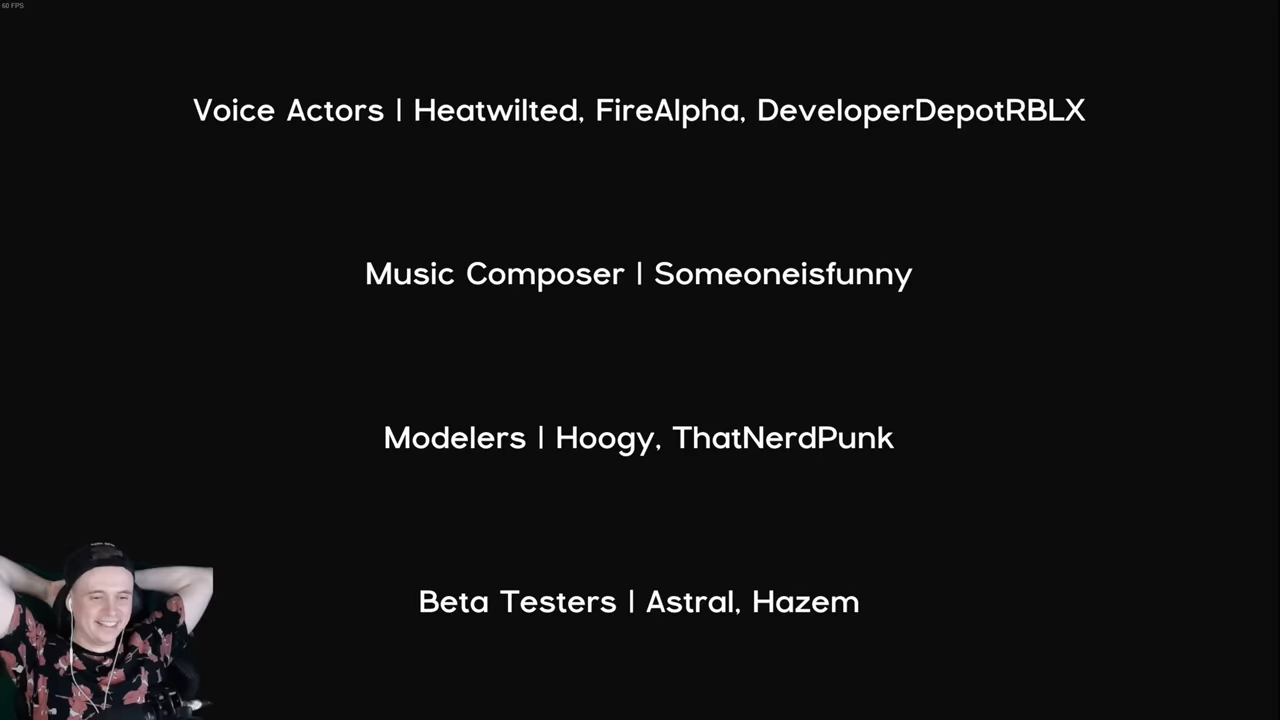 60 FPS
Voice Actors | Heatwilted, FireAlpha, DeveloperDepotRBLX
Music Composer | Someoneisfunny
Modelers | Hoogy, ThatNerdPunk
Beta Testers | Astral, Hazem